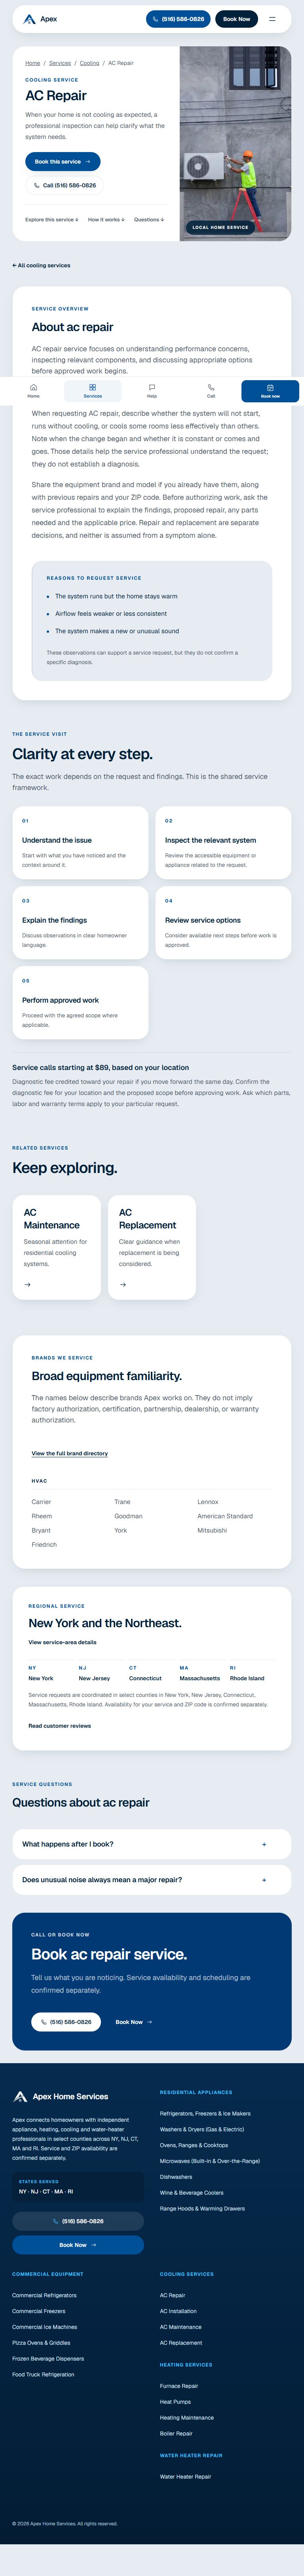 Apex
(516) 586-0826
Book Now
Home / Services / Cooling / AC Repair
COOLING SERVICE
AC Repair
When your home is not cooling as expected, a
professional inspection can help clarify what the
system needs.
Book this service →
Call (516) 586-0826
Explore this service ↓ How it works ↓ Questions ↓
LOCAL HOME SERVICE
← All cooling services
SERVICE OVERVIEW
About ac repair
AC repair service focuses on understanding performance concerns,
inspecting relevant components, and discussing appropriate options
before approved work begins.
Home
Services
Help
Call
Book now
When requesting AC repair, describe whether the system will not start,
runs without cooling, or cools some rooms less effectively than others.
Note when the change began and whether it is constant or comes and
goes. Those details help the service professional understand the request;
they do not establish a diagnosis.
Share the equipment brand and model if you already have them, along
with previous repairs and your ZIP code. Before authorizing work, ask the
service professional to explain the findings, proposed repair, any parts
needed and the applicable price. Repair and replacement are separate
decisions, and neither is assumed from a symptom alone.
REASONS TO REQUEST SERVICE
The system runs but the home stays warm
Airflow feels weaker or less consistent
The system makes a new or unusual sound
These observations can support a service request, but they do not confirm a
specific diagnosis.
THE SERVICE VISIT
Clarity at every step.
The exact work depends on the request and findings. This is the shared service
framework.
01
Understand the issue
Start with what you have noticed and the
context around it.
02
Inspect the relevant system
Review the accessible equipment or
appliance related to the request.
03
Explain the findings
Discuss observations in clear homeowner
language.
04
Review service options
Consider available next steps before work is
approved.
05
Perform approved work
Proceed with the agreed scope where
applicable.
Service calls starting at $89, based on your location
Diagnostic fee credited toward your repair if you move forward the same day. Confirm the
diagnostic fee for your location and the proposed scope before approving work. Ask which parts,
labor and warranty terms apply to your particular request.
RELATED SERVICES
Keep exploring.
AC
Maintenance
Seasonal attention for
residential cooling
systems.
→
AC
Replacement
Clear guidance when
replacement is being
considered.
→
BRANDS WE SERVICE
Broad equipment familiarity.
The names below describe brands Apex works on. They do not imply
factory authorization, certification, partnership, dealership, or warranty
authorization.
View the full brand directory
HVAC
Carrier Trane Lennox
Rheem Goodman American Standard
Bryant York Mitsubishi
Friedrich
REGIONAL SERVICE
New York and the Northeast.
View service-area details
NY NJ CT MA RI
New York New Jersey Connecticut Massachusetts Rhode Island
Service requests are coordinated in select counties in New York, New Jersey, Connecticut,
Massachusetts, Rhode Island. Availability for your service and ZIP code is confirmed separately.
Read customer reviews
SERVICE QUESTIONS
Questions about ac repair
What happens after I book? +
Does unusual noise always mean a major repair? +
CALL OR BOOK NOW
Book ac repair service.
Tell us what you are noticing. Service availability and scheduling are
confirmed separately.
(516) 586-0826
Book Now →
Apex Home Services
Apex connects homeowners with independent
appliance, heating, cooling and water-heater
professionals in select counties across NY, NJ, CT,
MA and RI. Service and ZIP availability are
confirmed separately.
STATES SERVED
NY · NJ · CT · MA · RI
(516) 586-0826
Book Now →
RESIDENTIAL APPLIANCES
Refrigerators, Freezers & Ice Makers
Washers & Dryers (Gas & Electric)
Ovens, Ranges & Cooktops
Microwaves (Built-in & Over-the-Range)
Dishwashers
Wine & Beverage Coolers
Range Hoods & Warming Drawers
COMMERCIAL EQUIPMENT
Commercial Refrigerators
Commercial Freezers
Commercial Ice Machines
Pizza Ovens & Griddles
Frozen Beverage Dispensers
Food Truck Refrigeration
COOLING SERVICES
AC Repair
AC Installation
AC Maintenance
AC Replacement
HEATING SERVICES
Furnace Repair
Heat Pumps
Heating Maintenance
Boiler Repair
WATER HEATER REPAIR
Water Heater Repair
© 2026 Apex Home Services. All rights reserved.